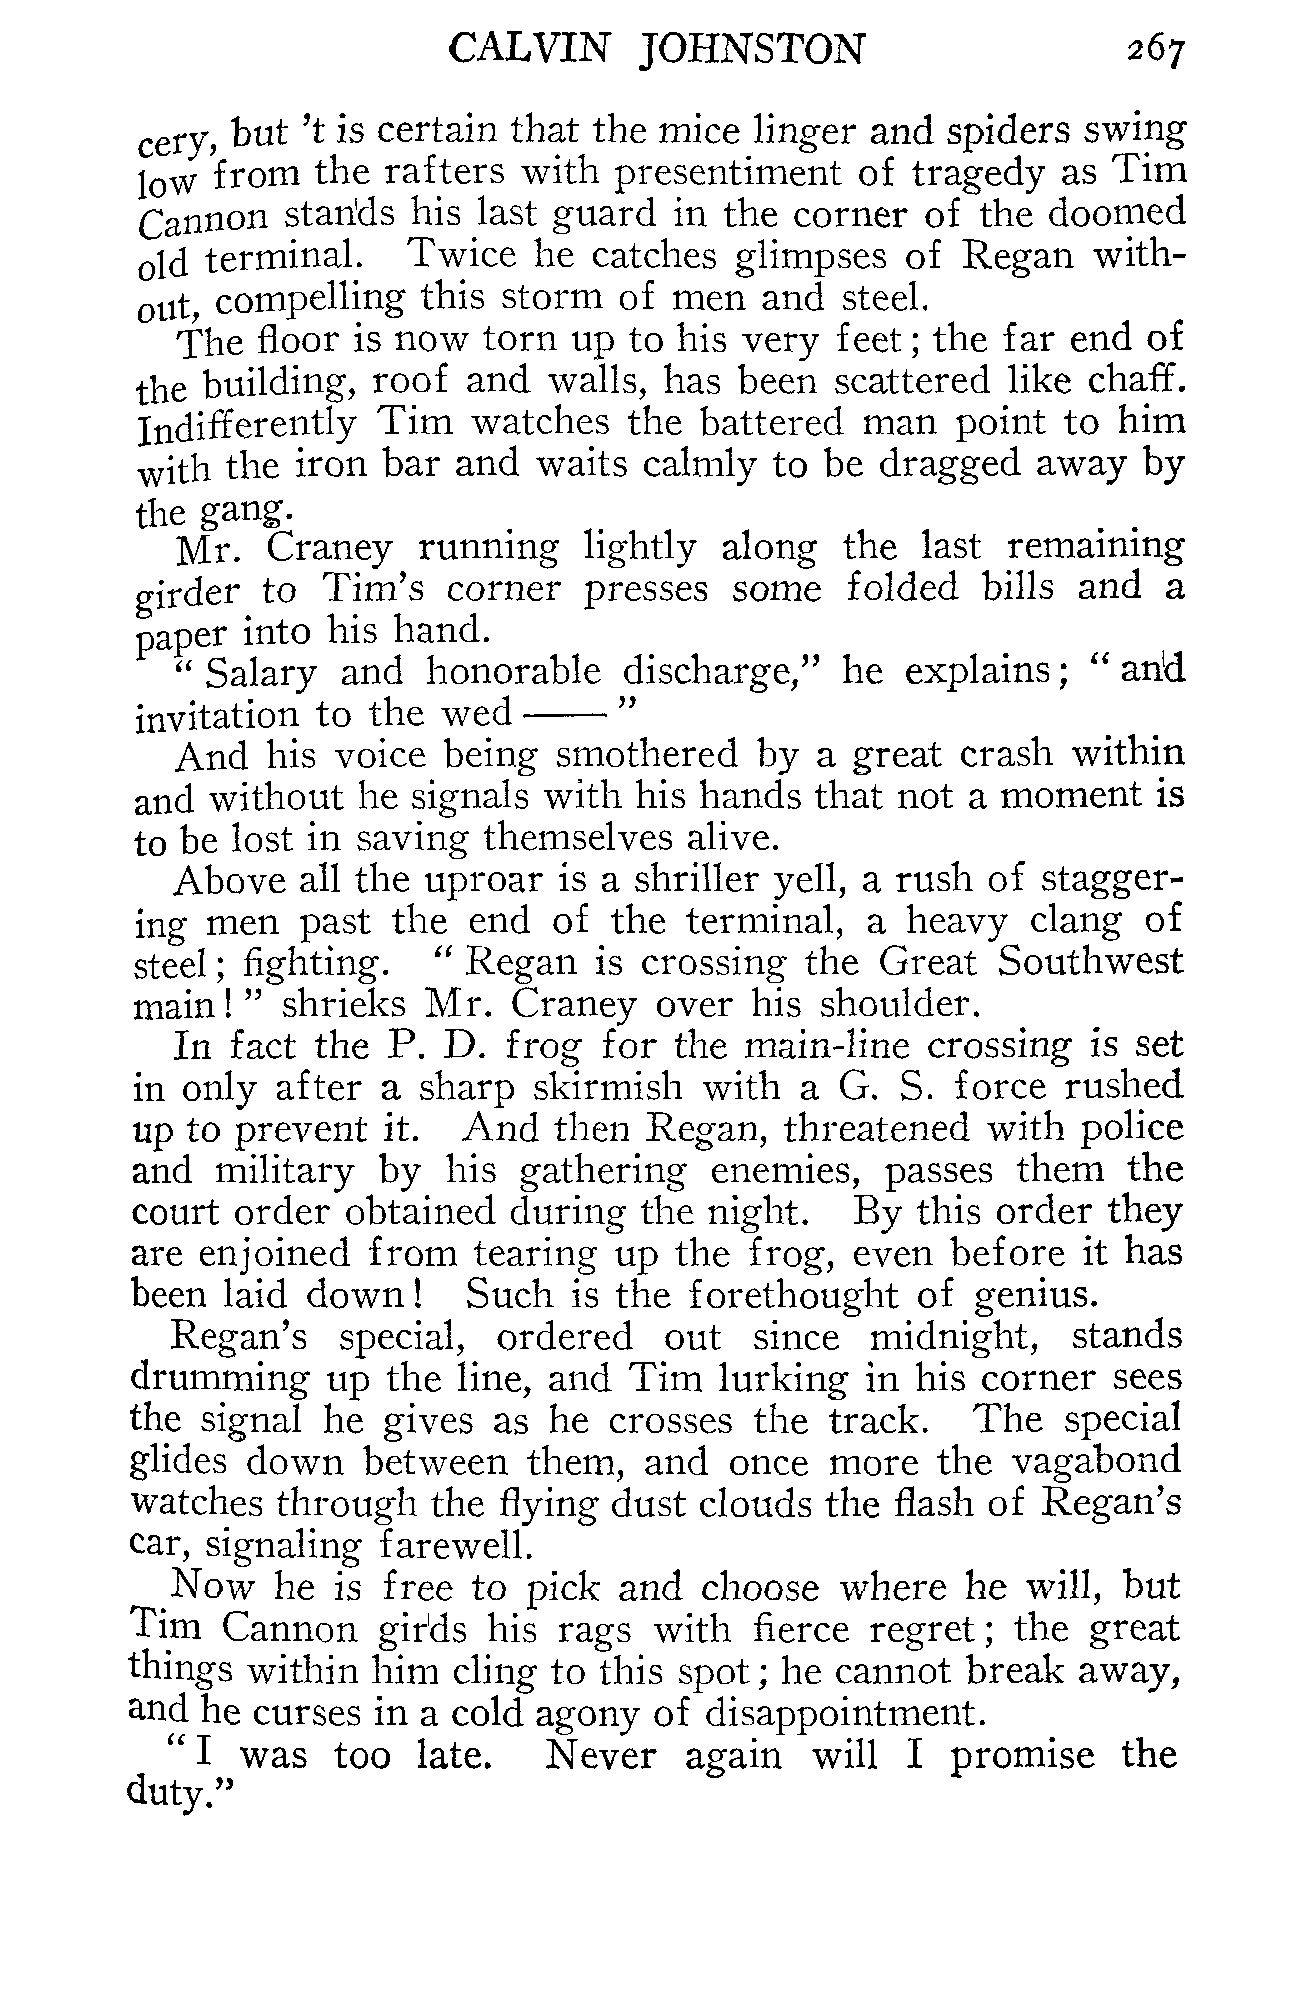 CALVIN JOHNSTON 267
cery, but 't is certain that the mice linger and spiders swing
low from the rafters with presentiment of tragedy as Tim
Cannon stands his last guard in the corner of the doomed
old terminal. Twice he catches glimpses of Regan with-
out, compelling this storm of men and steel.
The floor is now torn up to his very feet; the far end of
the building, roof and walls, has been scattered like chaff.
Indifferently Tim watches the battered man point to him
with the iron bar and waits calmly to be dragged away by
the gang.
Mr. Craney running lightly along the last remaining
girder to Tim's corner presses some folded bills and a
paper into his hand.
"Salary and honorable discharge," he explains; "and
invitation to the wed——"
And his voice being smothered by a great crash within
and without he signals with his hands that not a moment is
to be lost in saving themselves alive.
Above all the uproar is a shriller yell, a rush of stagger-
ing men past the end of the terminal, a heavy clang of
steel; fighting. "Regan is crossing the Great Southwest
main!" shrieks Mr. Craney over his shoulder.
In fact the P. D. frog for the main-line crossing is set
in only after a sharp skirmish with a G. S. force rushed
up to prevent it. And then Regan, threatened with police
and military by his gathering enemies, passes them the
court order obtained during the night. By this order they
are enjoined from tearing up the frog, even before it has
been laid down! Such is the forethought of genius.
Regan's special, ordered out since midnight, stands
drumming up the line, and Tim lurking in his corner sees
the signal he gives as he crosses the track. The special
glides down between them, and once more the vagabond
watches through the flying dust clouds the flash of Regan's
car, signaling farewell.
Now he is free to pick and choose where he will, but
Tim Cannon girds his rags with fierce regret; the great
things within him cling to this spot; he cannot break away,
and he curses in a cold agony of disappointment.
"I was too late. Never again will I promise the
duty."